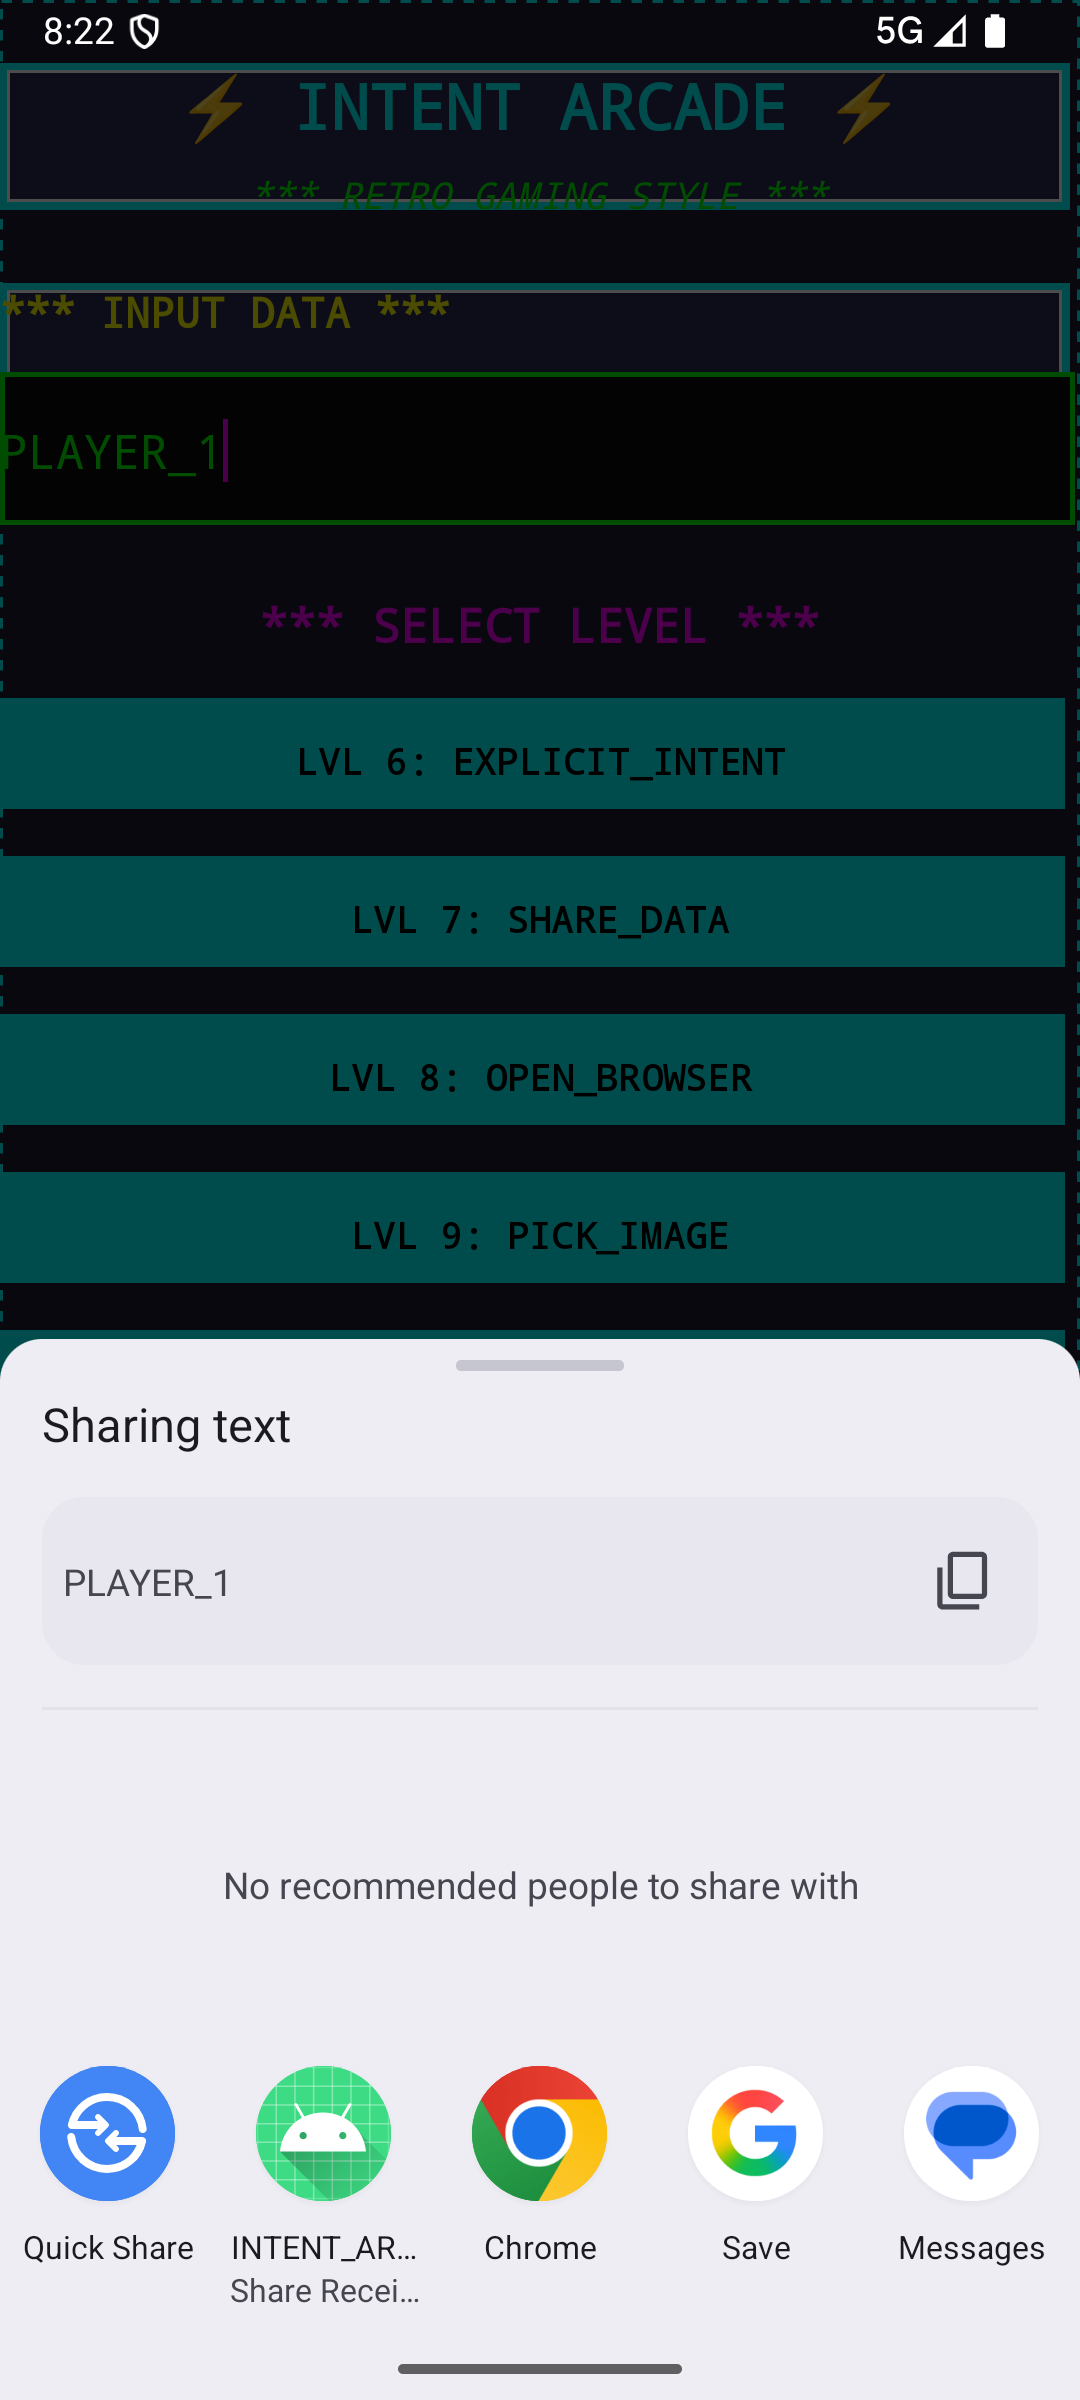 8:22
5G
⚡ INTENT ARCADE ⚡
*** RETRO GAMING STYLE ***
*** INPUT DATA ***
PLAYER_1
*** SELECT LEVEL ***
LVL 6: EXPLICIT_INTENT
LVL 7: SHARE_DATA
LVL 8: OPEN_BROWSER
LVL 9: PICK_IMAGE
Sharing text
PLAYER_1
No recommended people to share with
Quick Share
INTENT_AR...
Share Recei...
Chrome
Save
Messages